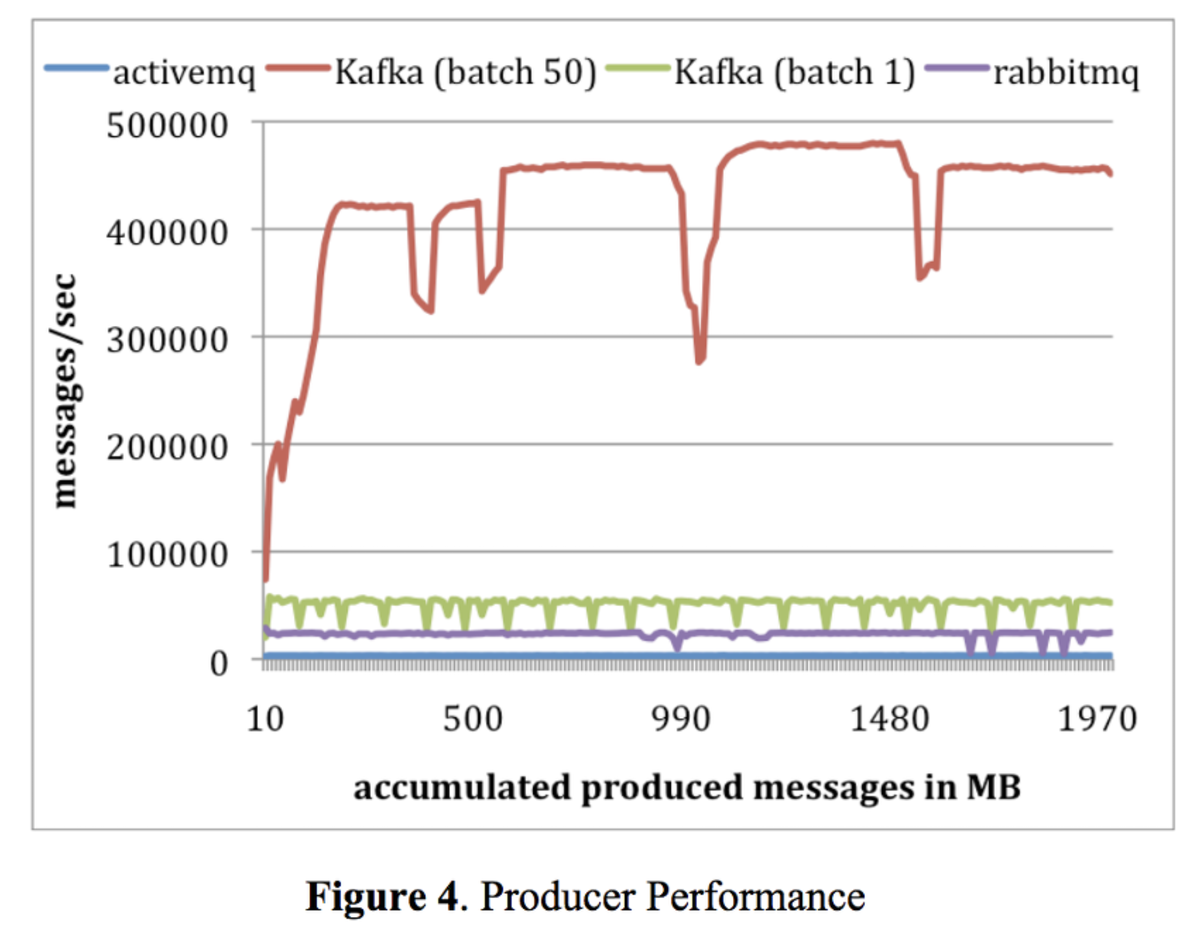 activemq Kafka (batch 50) Kafka (batch 1) rabbitmq
500000
400000
300000
200000
100000
0
messages/sec
10 500 990 1480 1970
accumulated produced messages in MB
Figure 4. Producer Performance